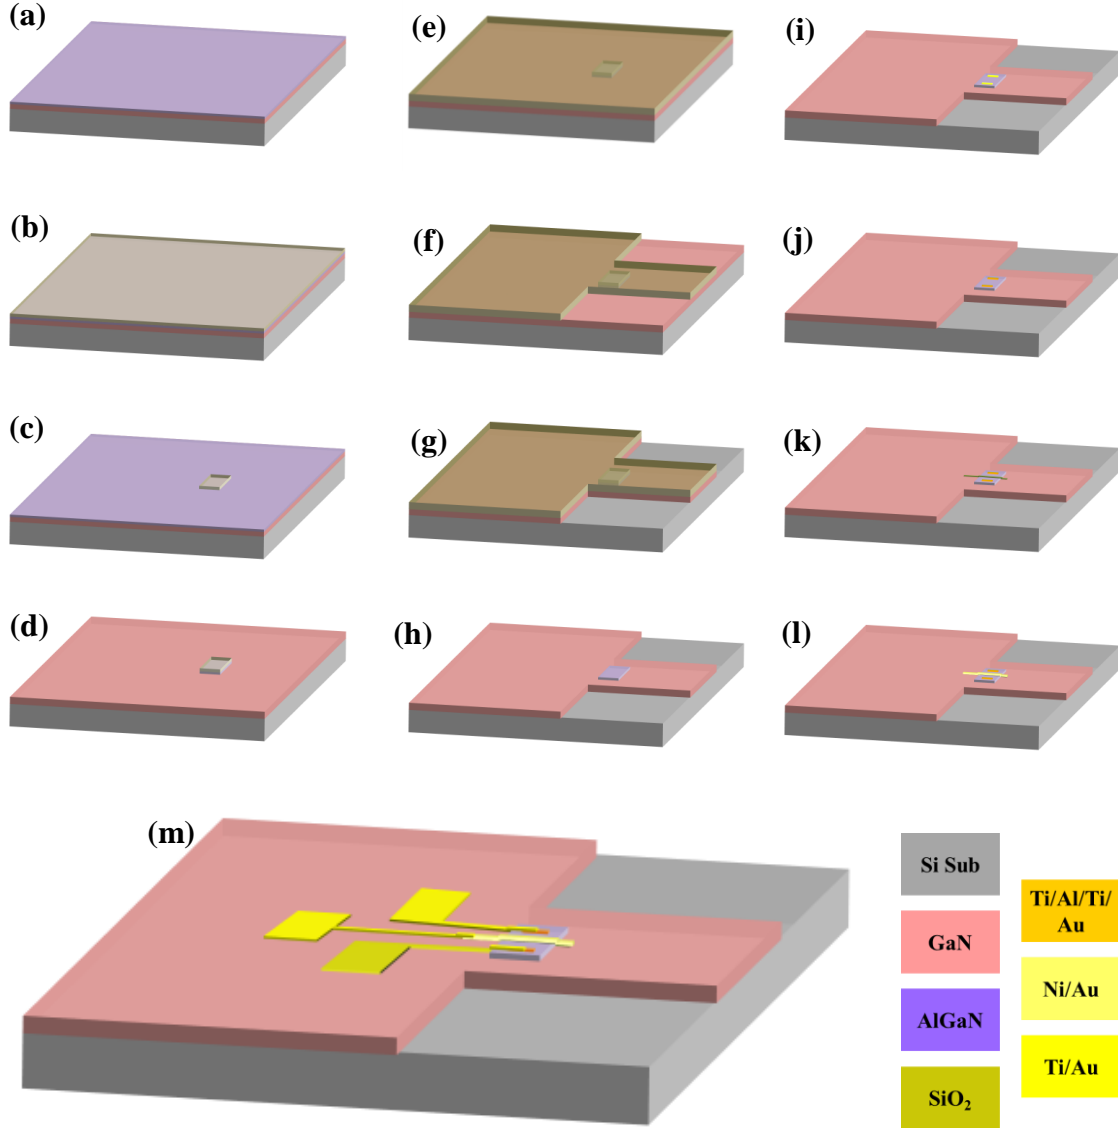 (a)
(e)
(i)
(b)
(f)
(j)
(c)
(g)
(k)
(d)
(h)
(l)
(m)
Si Sub
GaN
AlGaN
SiO₂
Ti/Al/Ti/
Au
Ni/Au
Ti/Au